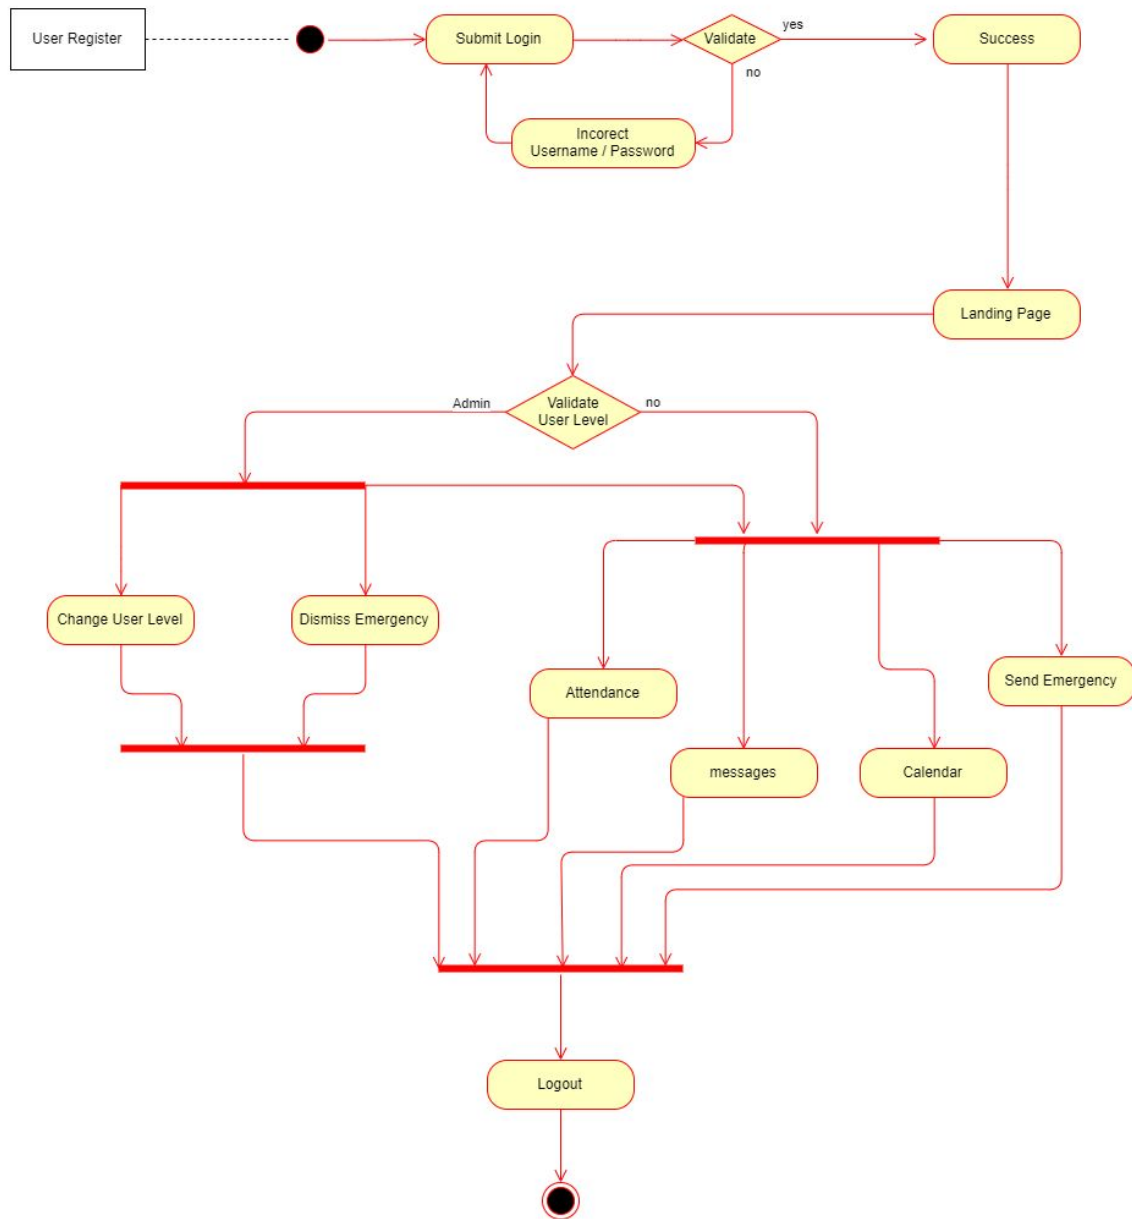 User Register
Submit Login
Validate
yes
Success
no
Incorect
Username / Password
Landing Page
Validate
User Level
Admin
no
Change User Level
Dismiss Emergency
Attendance
Send Emergency
messages
Calendar
Logout